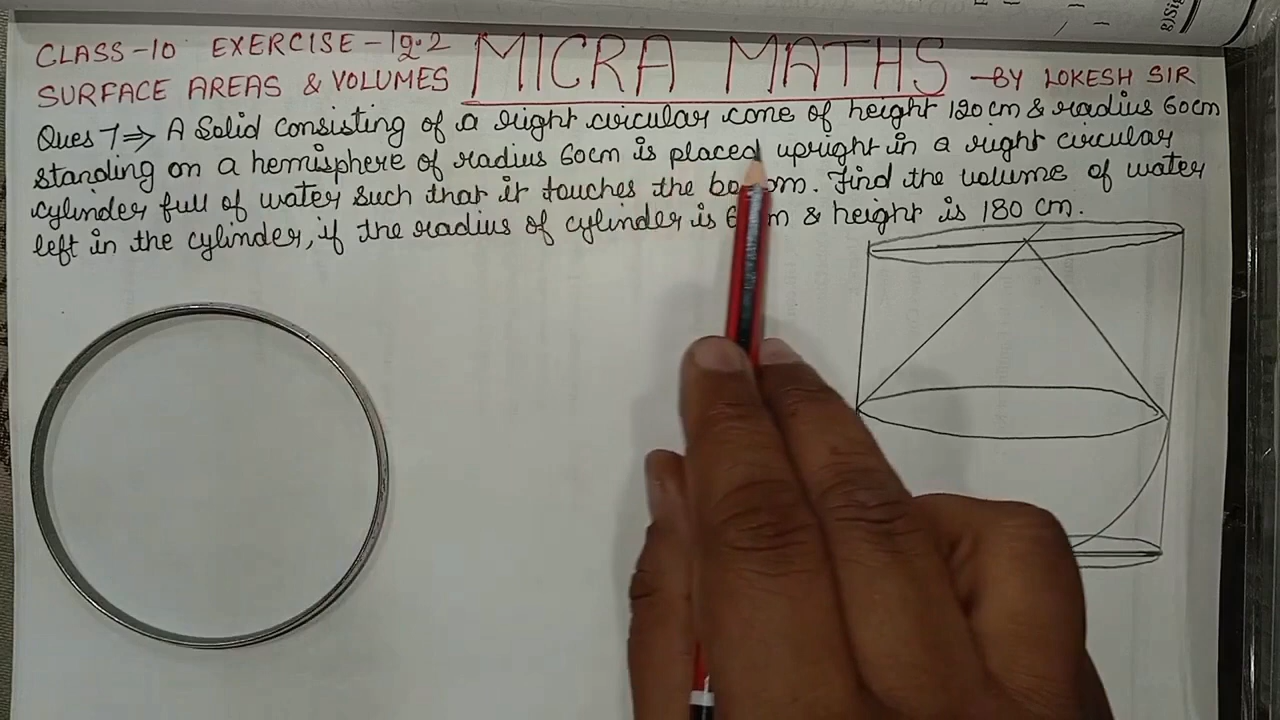 CLASS-10 EXERCISE-12.2 MICRA MATHS
SURFACE AREAS & VOLUMES -BY LOKESH SIR
Ques 7⇒ A Solid consisting of a right circular cone of height 120 cm & radius 60 cm
standing on a hemisphere of radius 60cm is placed upright in a right circular
cylinder full of water such that it touches the bottom. Find the volume of water
left in the cylinder, if the radius of cylinder is 6 m & height is 180 cm.